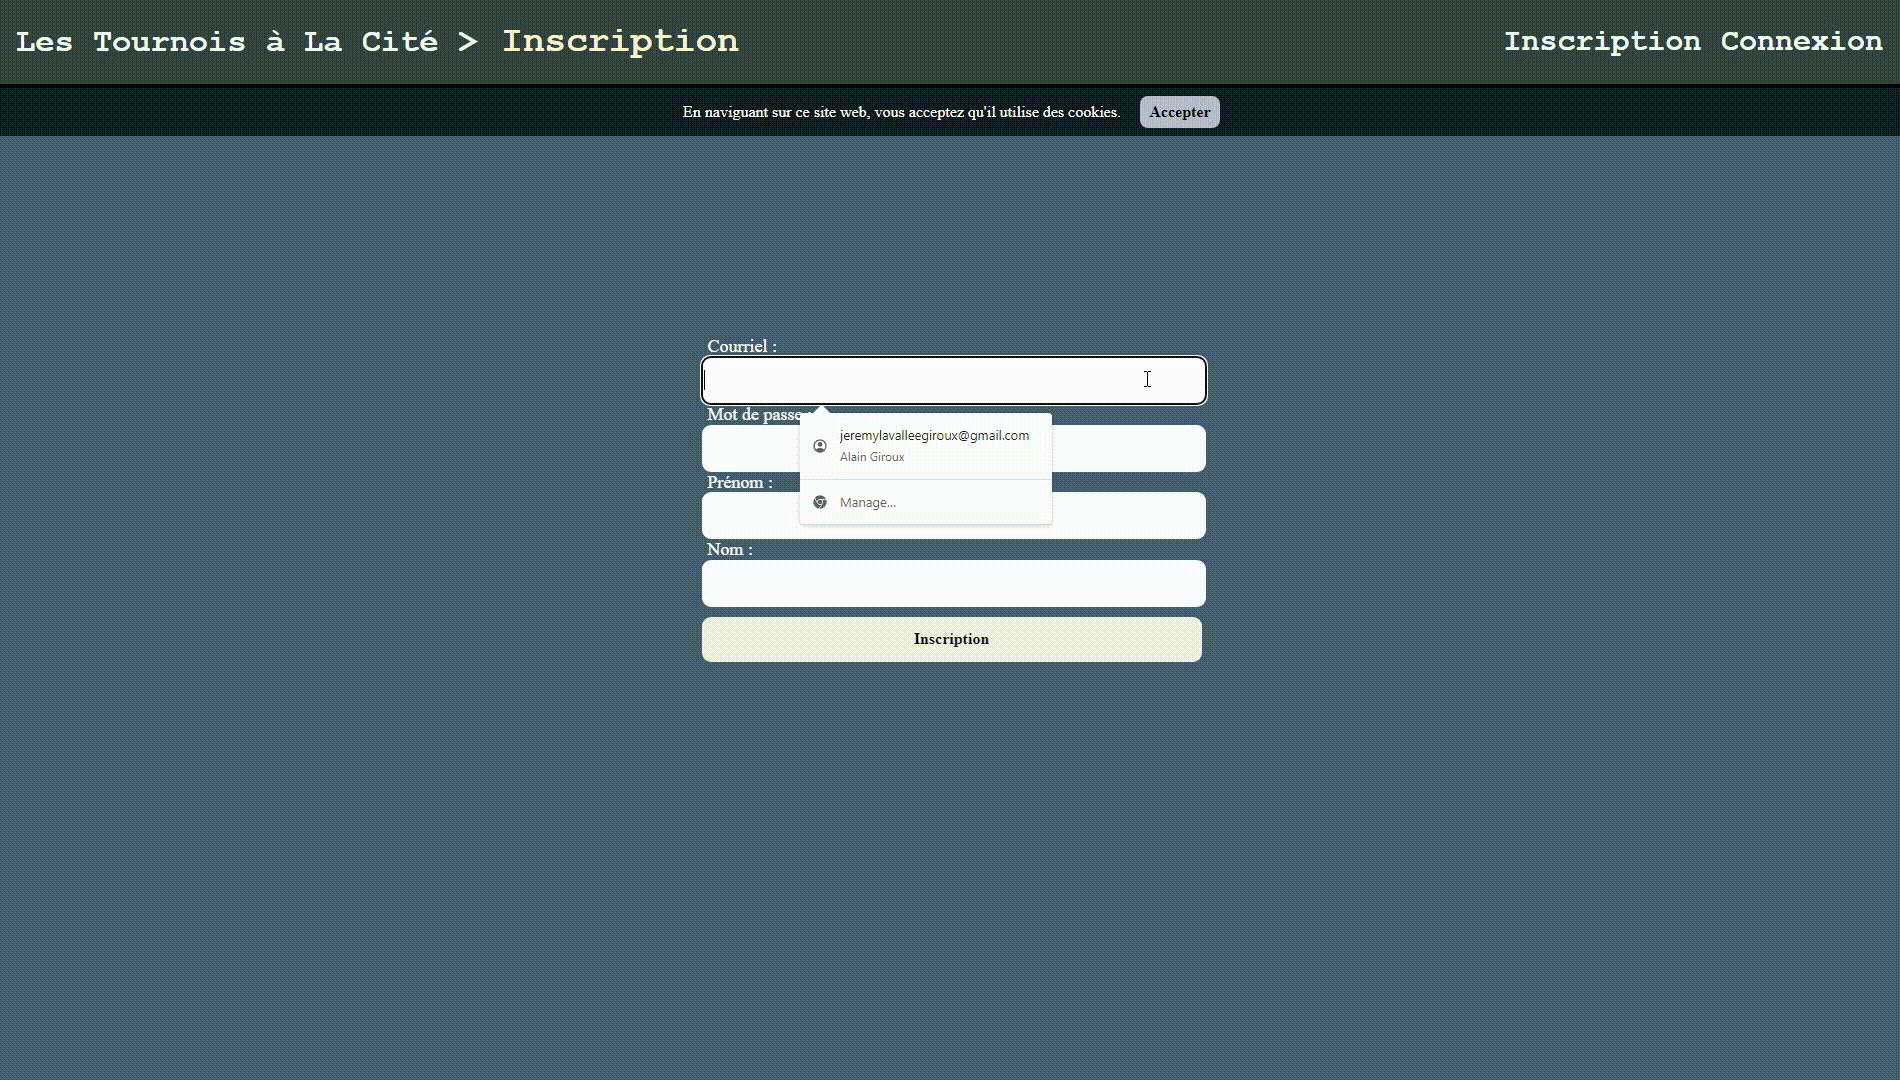 Les Tournois à La Cité > Inscription
Inscription Connexion
En naviguant sur ce site web, vous acceptez qu'il utilise des cookies.
Accepter
Courriel :
Mot de passe :
jeremylavalleegiroux@gmail.com
Alain Giroux
Manage...
Prénom :
Nom :
Inscription